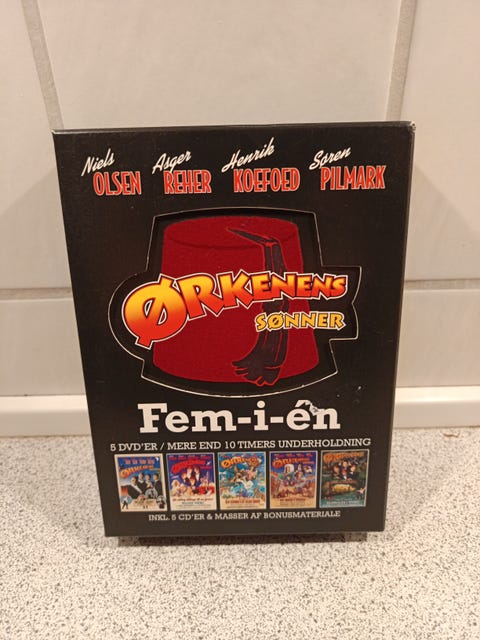 Niels Asger Henrik Søren
OLSEN REHER KOEFOED PILMARK
ØRKENENS
SØNNER
Fem-i-én
5 DVD'ER / MERE END 10 TIMERS UNDERHOLDNING
INKL. 5 CD'ER & MASSER AF BONUSMATERIALE